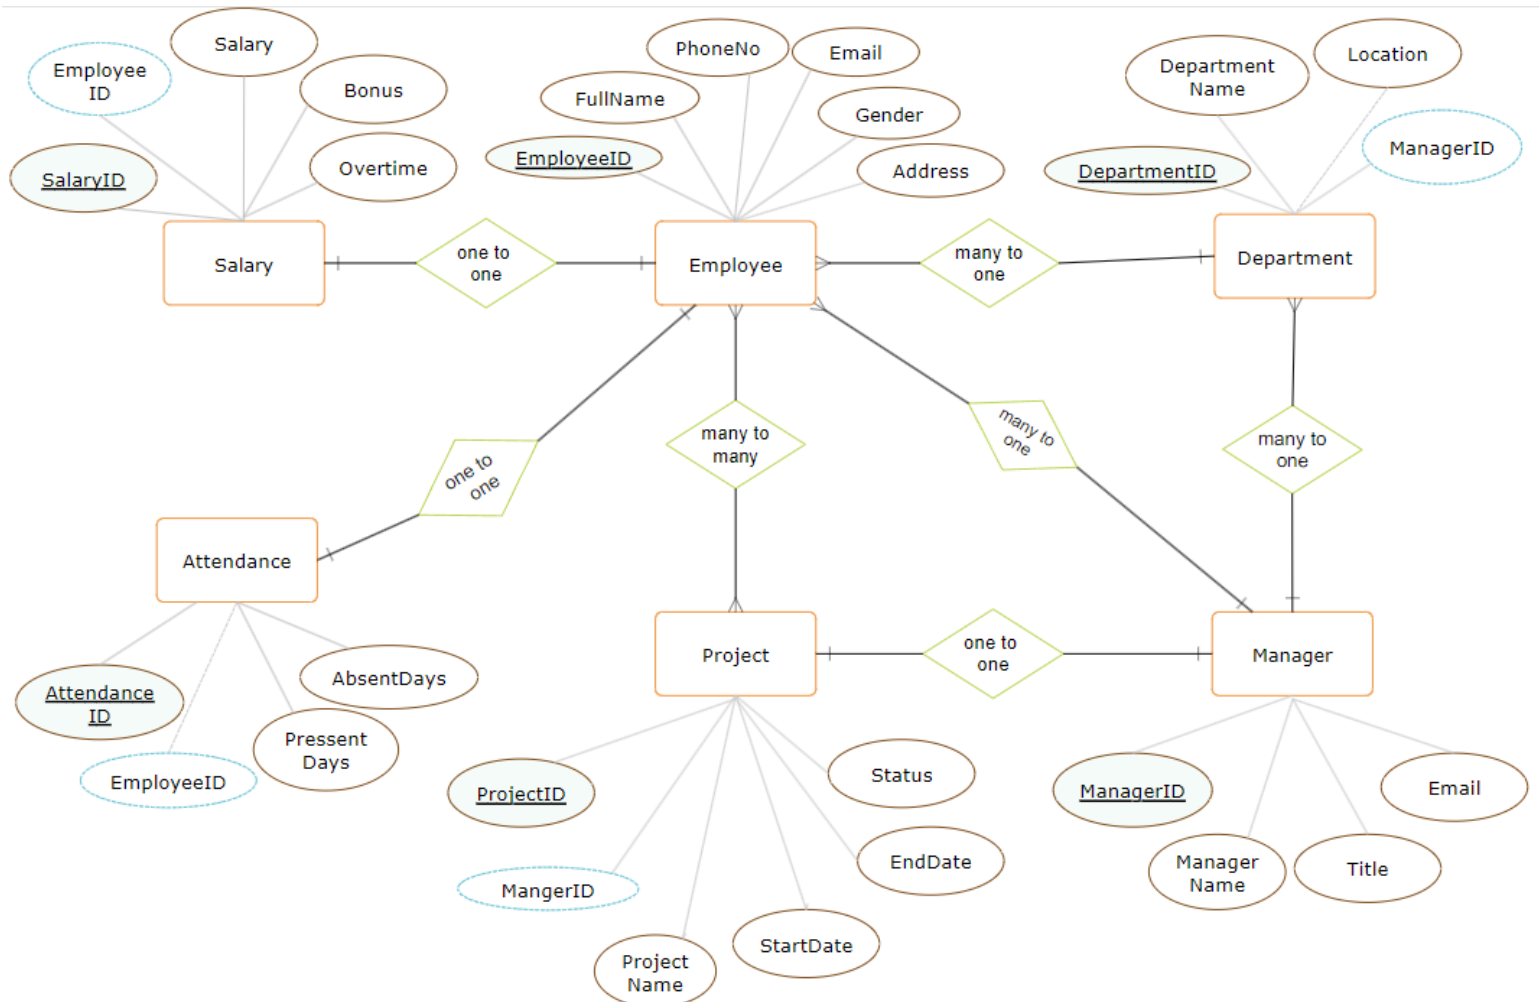 Salary
Employee
ID
Bonus
Overtime
SalaryID
PhoneNo
Email
FullName
Gender
EmployeeID
Address
Department
Name
Location
ManagerID
DepartmentID
Salary
one to
one
Employee
many to
one
Department
one to
one
many to
many
many to
one
many to
one
Attendance
Project
one to
one
Manager
AbsentDays
Attendance
ID
Pressent
Days
EmployeeID
Status
ProjectID
EndDate
MangerID
StartDate
Project
Name
ManagerID
Email
Manager
Name
Title